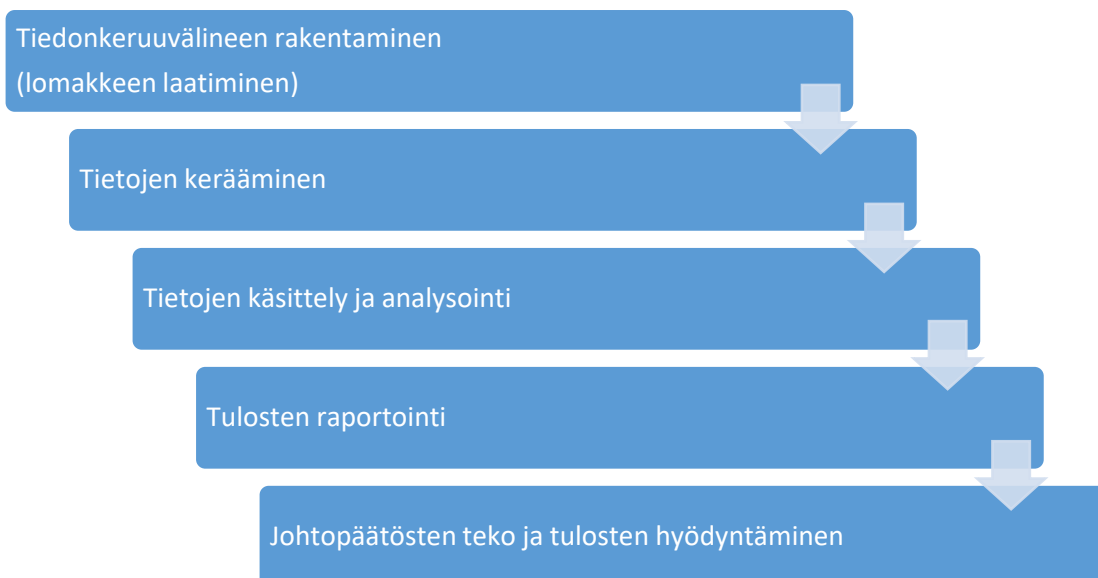 Tiedonkeruuvälineen rakentaminen
(lomakkeen laatiminen)
Tietojen kerääminen
Tietojen käsittely ja analysointi
Tulosten raportointi
Johtopäätösten teko ja tulosten hyödyntäminen